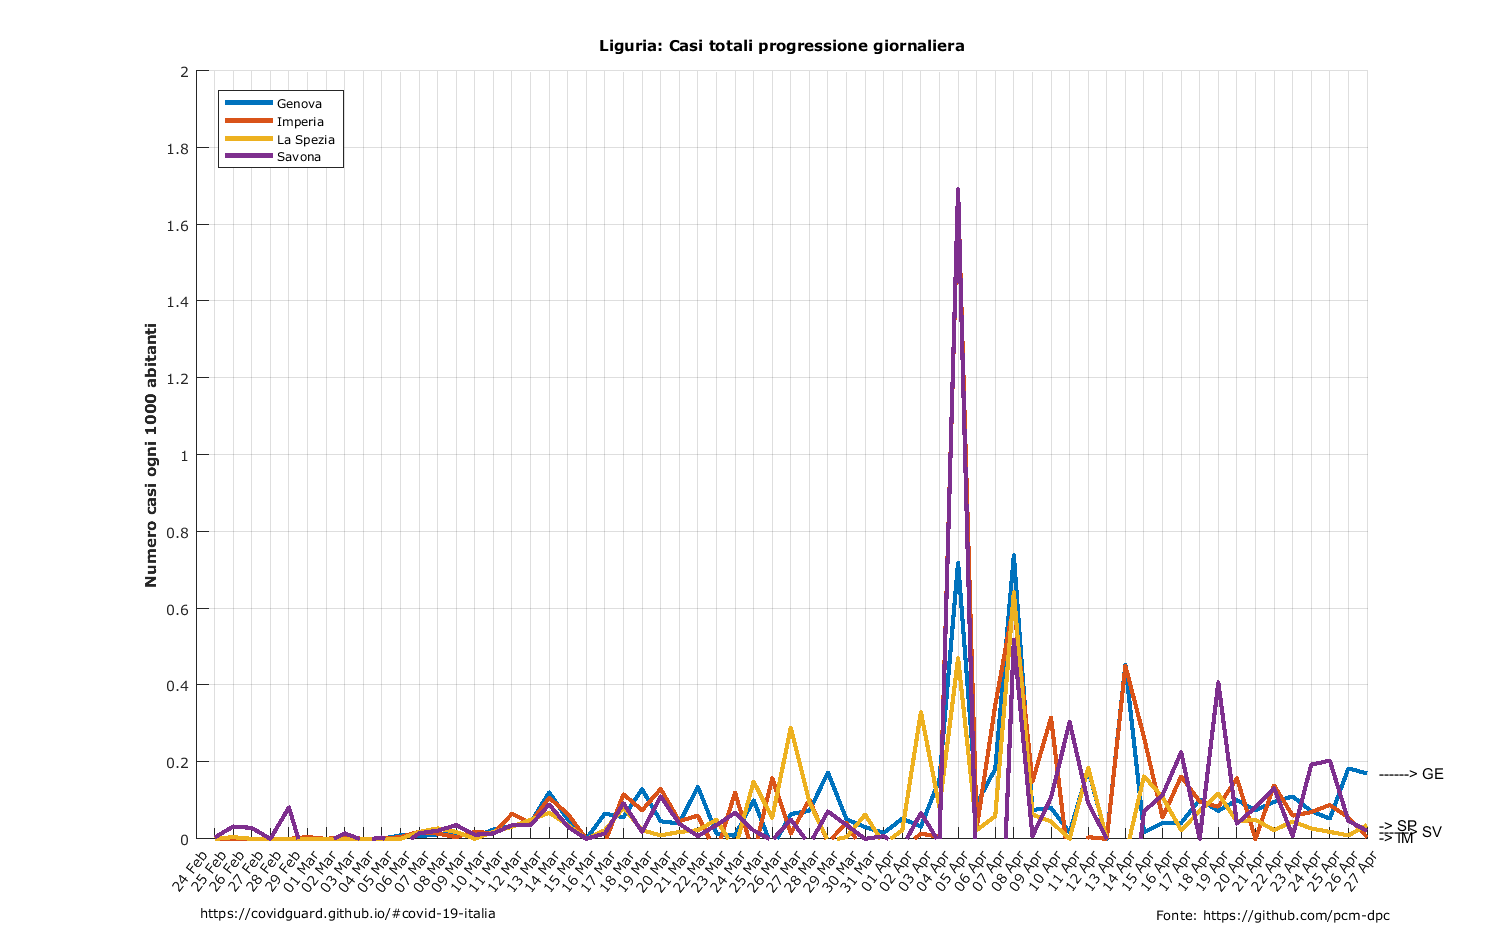 Liguria: Casi totali progressione giornaliera
2
1.8
1.6
1.4
1.2
1
0.8
0.6
0.4
0.2
0
Numero casi ogni 1000 abitanti
Genova
Imperia
La Spezia
Savona
------> GE
-> SP
------> SV
-> IM
24 Feb
25 Feb
26 Feb
27 Feb
28 Feb
29 Feb
01 Mar
02 Mar
03 Mar
04 Mar
05 Mar
06 Mar
07 Mar
08 Mar
09 Mar
10 Mar
11 Mar
12 Mar
13 Mar
14 Mar
15 Mar
16 Mar
17 Mar
18 Mar
19 Mar
20 Mar
21 Mar
22 Mar
23 Mar
24 Mar
25 Mar
26 Mar
27 Mar
28 Mar
29 Mar
30 Mar
31 Mar
01 Apr
02 Apr
03 Apr
04 Apr
05 Apr
06 Apr
07 Apr
08 Apr
09 Apr
10 Apr
11 Apr
12 Apr
13 Apr
14 Apr
15 Apr
16 Apr
17 Apr
18 Apr
19 Apr
20 Apr
21 Apr
22 Apr
23 Apr
24 Apr
25 Apr
26 Apr
27 Apr
https://covidguard.github.io/#covid-19-italia
Fonte: https://github.com/pcm-dpc